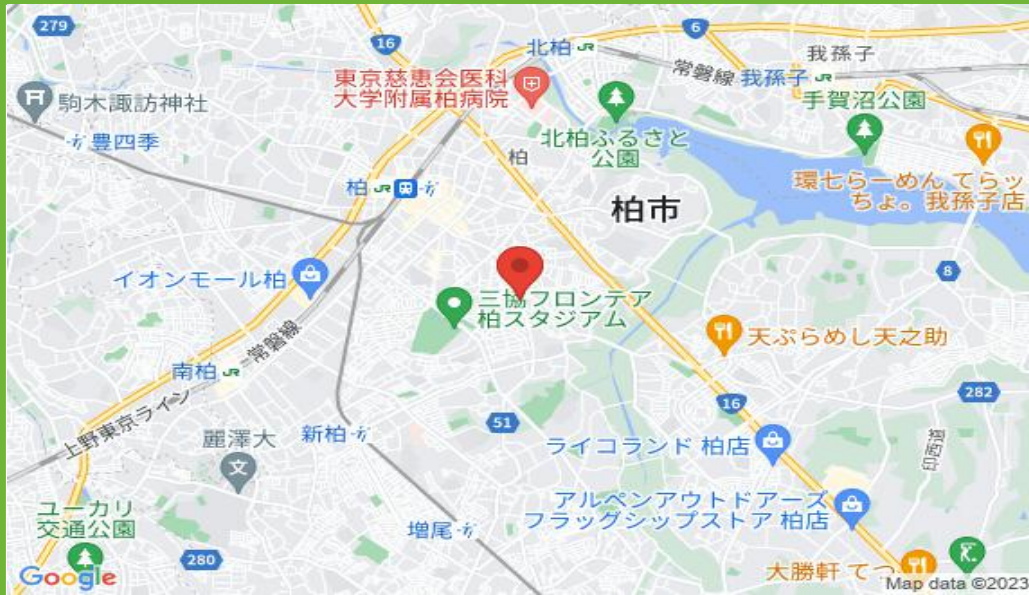 279
16
6
北柏
我孫子
東京慈恵会医科
大学附属柏病院
常磐線
我孫子
駒木諏訪神社
手賀沼公園
豊四季
北柏ふるさと
公園
柏
柏
環七らーめん てらッ
ちょ。我孫子店
柏市
イオンモール柏
8
三協フロンテア
柏スタジアム
天ぷらめし天之助
常磐線
南柏
282
16
上野東京ライン
51
麗澤大
新柏
ライコランド 柏店
印西道
アルペンアウトドアーズ
フラッグシップストア 柏店
ユーカリ
交通公園
増尾
280
大勝軒 てつ
Google
Map data ©2023